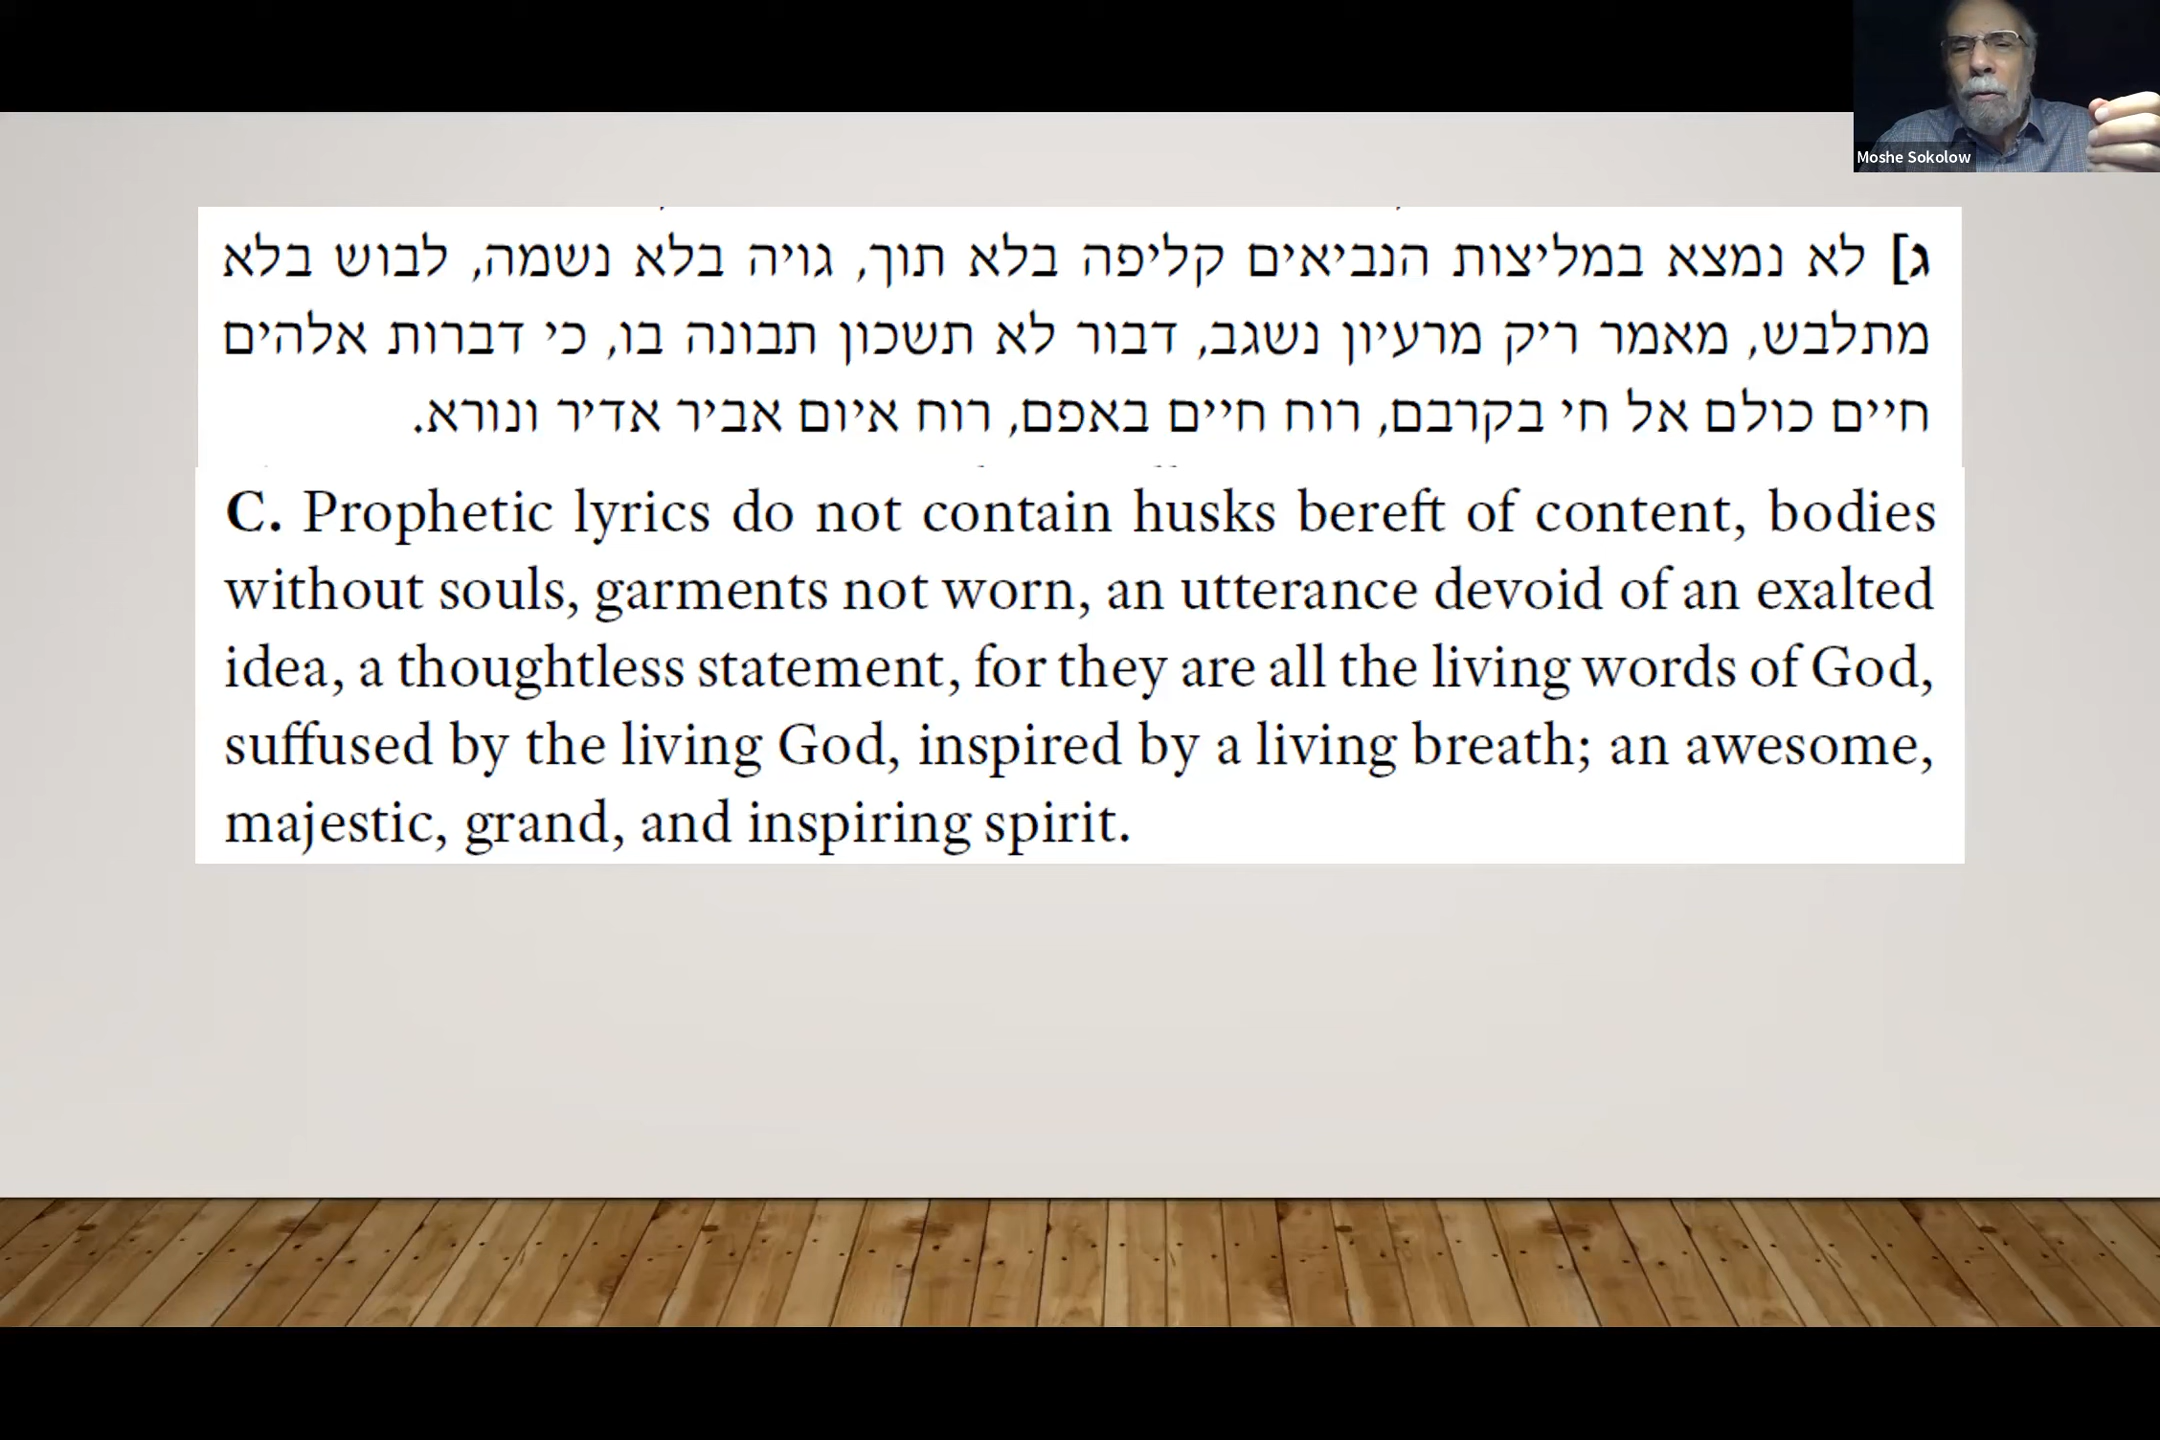 Moshe Sokolow
ג] לא נמצא במליצות הנביאים קליפה בלא תוך, גויה בלא נשמה, לבוש בלא
מתלבש, מאמר ריק מרעיון נשגב, דבור לא תשכון תבונה בו, כי דברות אלהים
חיים כולם אל חי בקרבם, רוח חיים באפם, רוח איום אביר אדיר ונורא.
C. Prophetic lyrics do not contain husks bereft of content, bodies
without souls, garments not worn, an utterance devoid of an exalted
idea, a thoughtless statement, for they are all the living words of God,
suffused by the living God, inspired by a living breath; an awesome,
majestic, grand, and inspiring spirit.